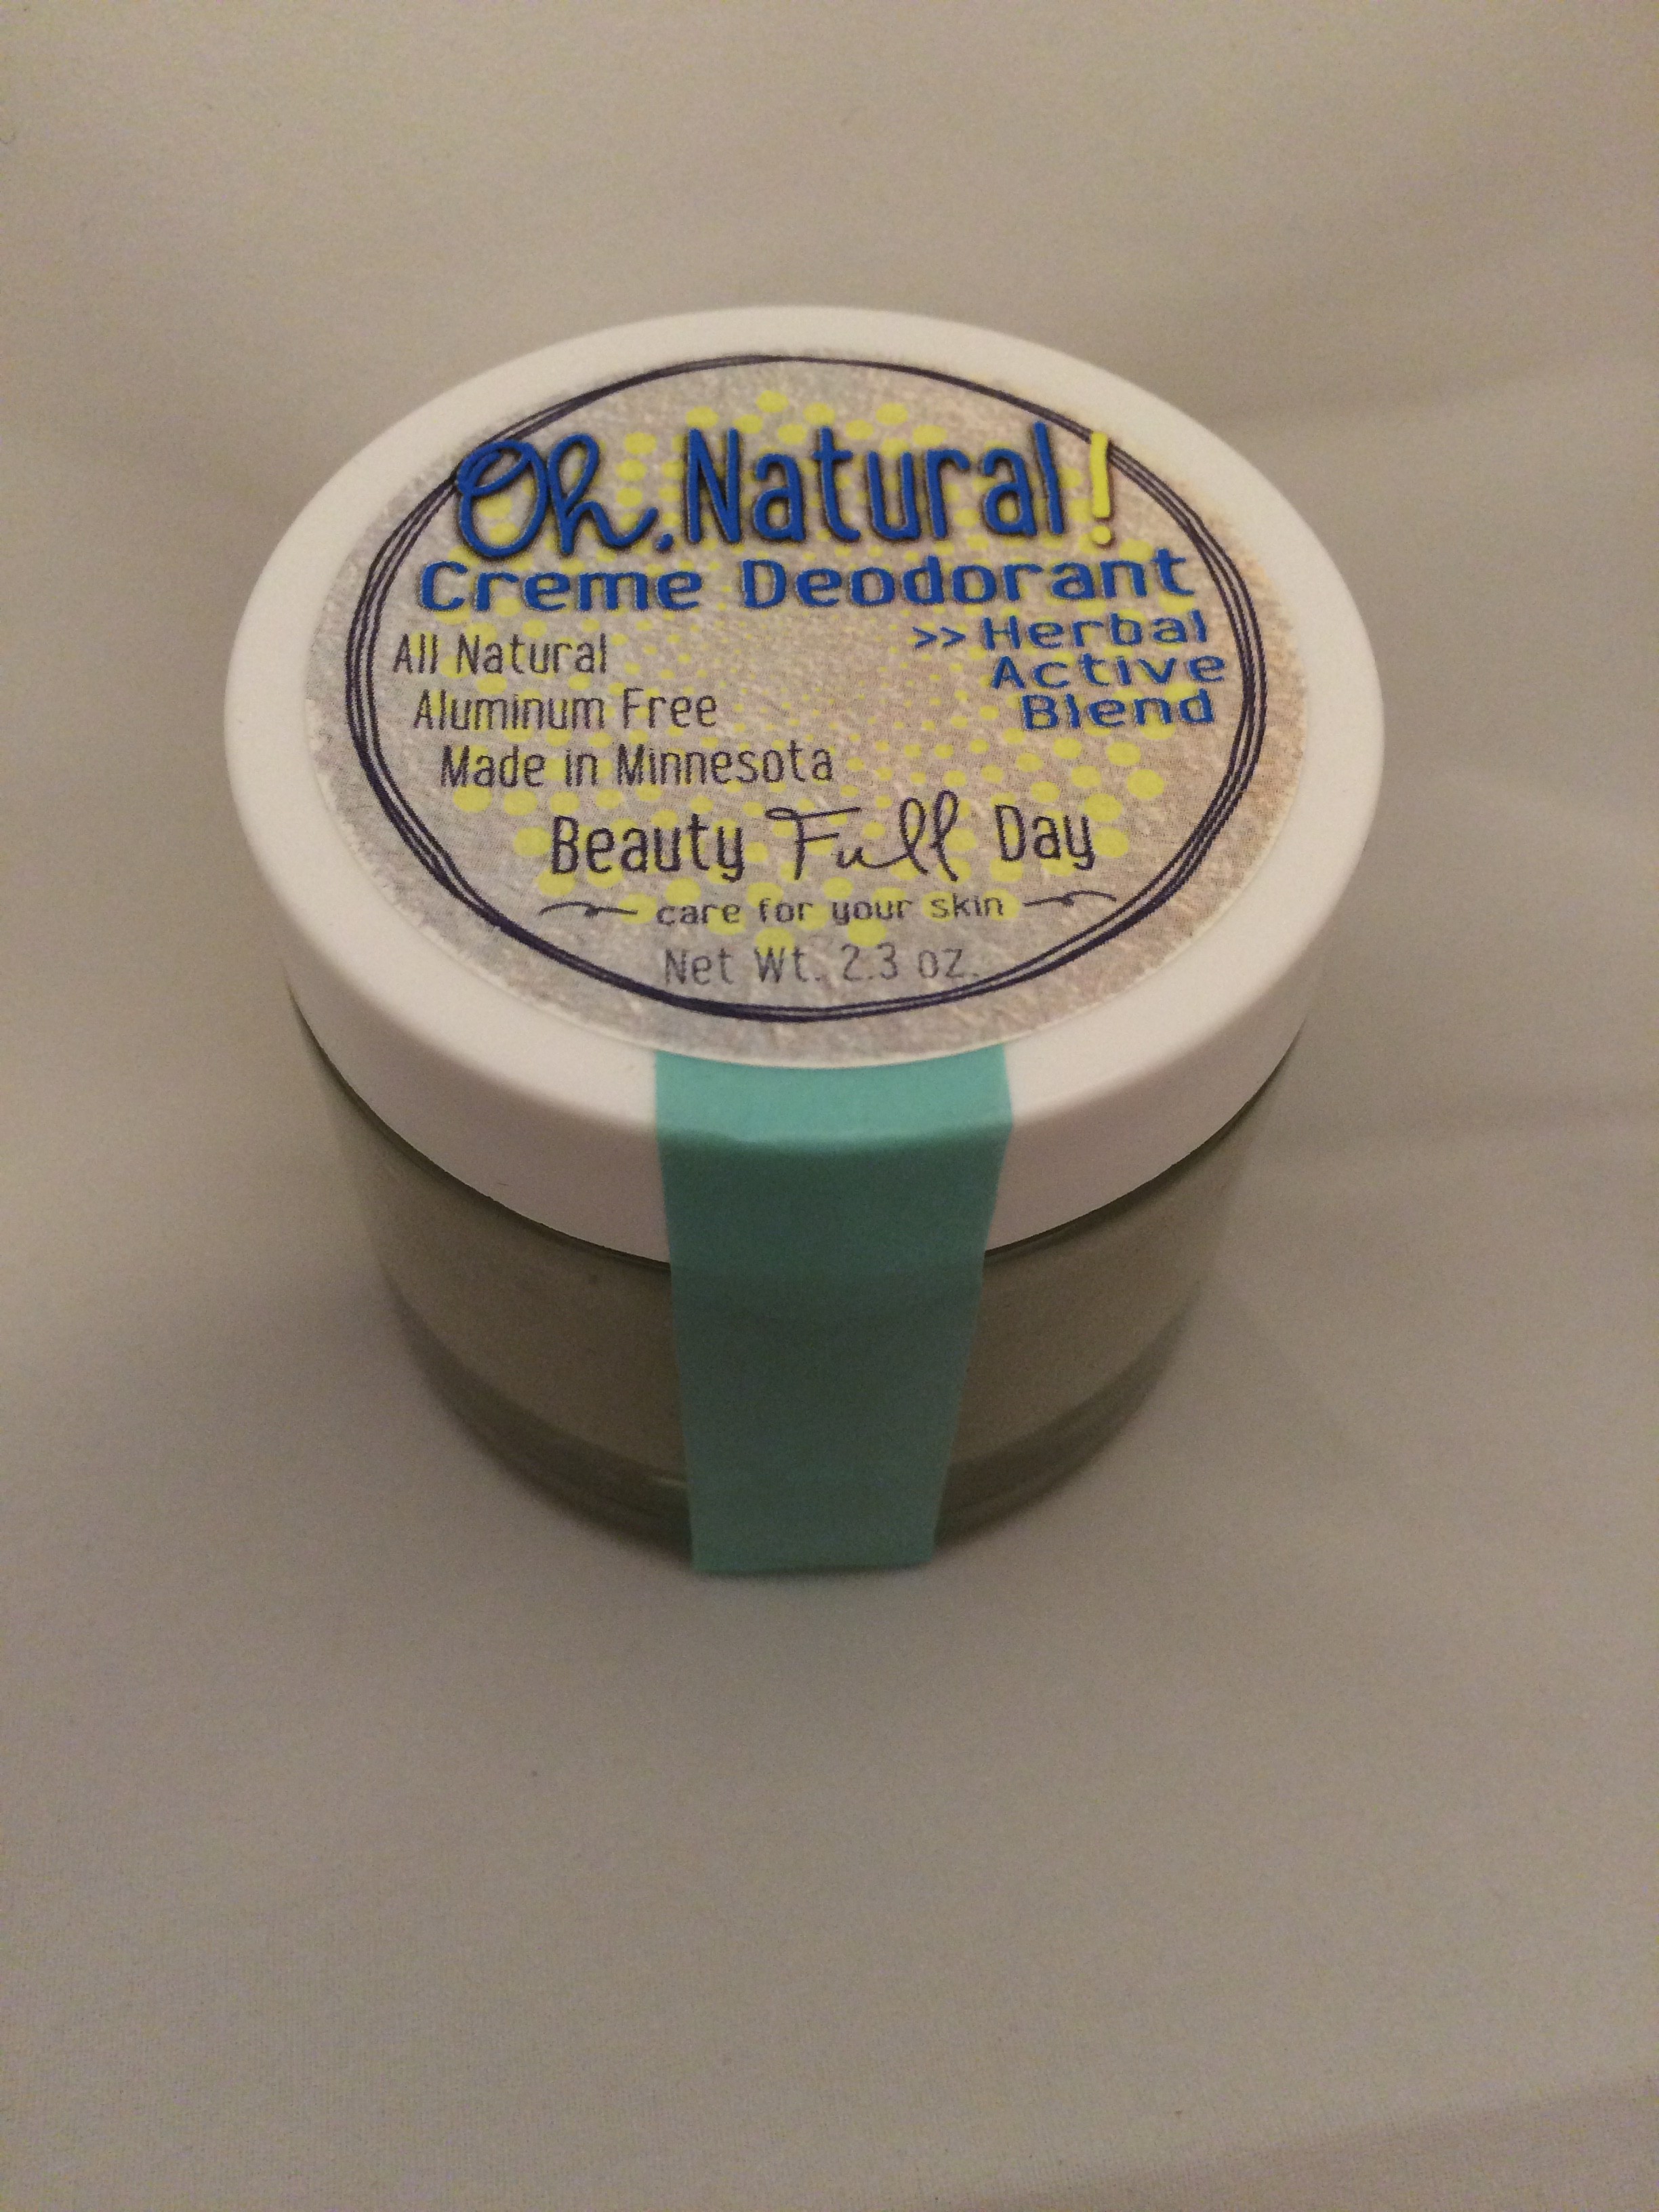 Oh, Natural!
Creme Deodorant
>> Herbal
Active
Blend
All Natural
Aluminum Free
Made in Minnesota
Beauty Full Day
care for your skin
Net Wt. 2.3 oz.